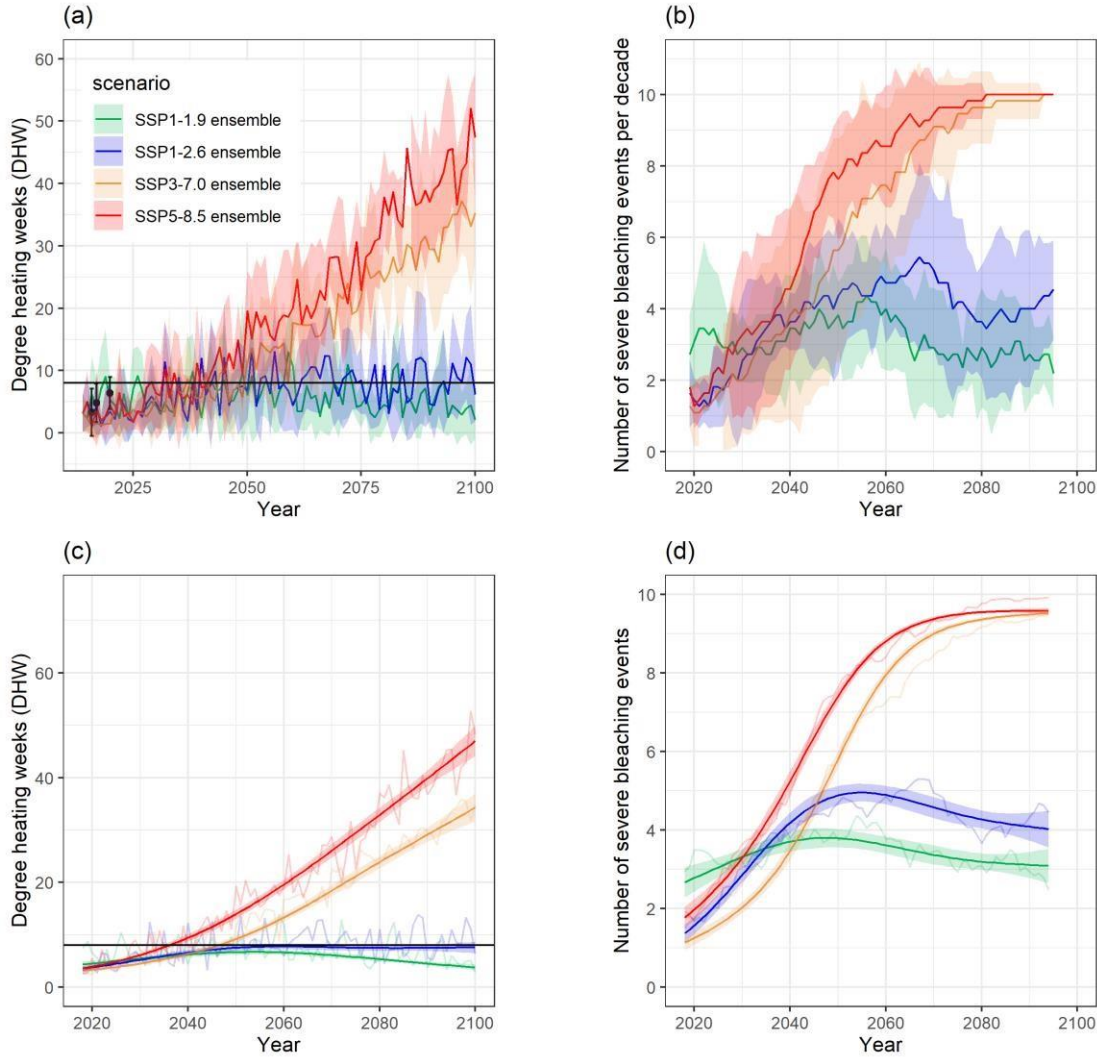 (a)
Degree heating weeks (DHW)
60
50
40
30
20
10
0
scenario
SSP1-1.9 ensemble
SSP1-2.6 ensemble
SSP3-7.0 ensemble
SSP5-8.5 ensemble
2025
2050
2075
2100
Year
(b)
Number of severe bleaching events per decade
10
8
6
4
2
0
2020
2040
2060
2080
2100
Year
(c)
Degree heating weeks (DHW)
60
40
20
0
2020
2040
2060
2080
2100
Year
(d)
Number of severe bleaching events
10
8
6
4
2
0
2020
2040
2060
2080
2100
Year